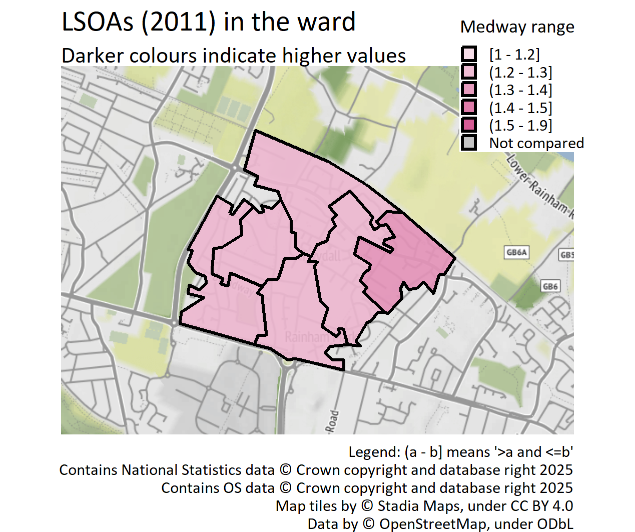 LSOAs (2011) in the ward
Darker colours indicate higher values
Medway range
[1 - 1.2]
(1.2 - 1.3]
(1.3 - 1.4]
(1.4 - 1.5]
(1.5 - 1.9]
Not compared
Lower-Rainham-R
GB6A
GB5
GB6
Rainham
-Road
Legend: (a - b] means '>a and <=b'
Contains National Statistics data © Crown copyright and database right 2025
Contains OS data © Crown copyright and database right 2025
Map tiles by © Stadia Maps, under CC BY 4.0
Data by © OpenStreetMap, under ODbL